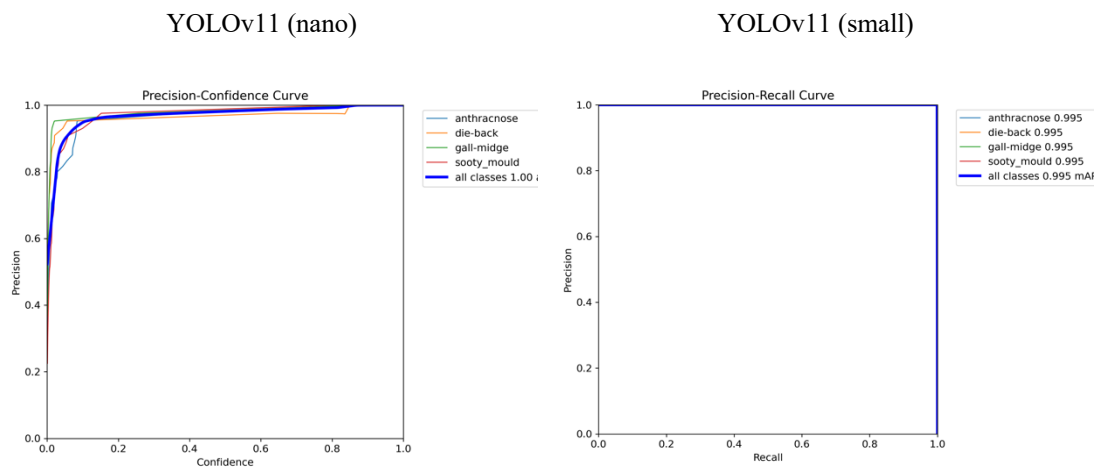 YOLOv11 (nano)
YOLOv11 (small)
Precision-Confidence Curve
1.0
0.8
0.6
0.4
0.2
0.0
Precision
0.0 0.2 0.4 0.6 0.8 1.0
Confidence
anthracnose
die-back
gall-midge
sooty_mould
all classes 1.00 a
Precision-Recall Curve
1.0
0.8
0.6
0.4
0.2
0.0
Precision
0.0 0.2 0.4 0.6 0.8 1.0
Recall
anthracnose 0.995
die-back 0.995
gall-midge 0.995
sooty_mould 0.995
all classes 0.995 mAP